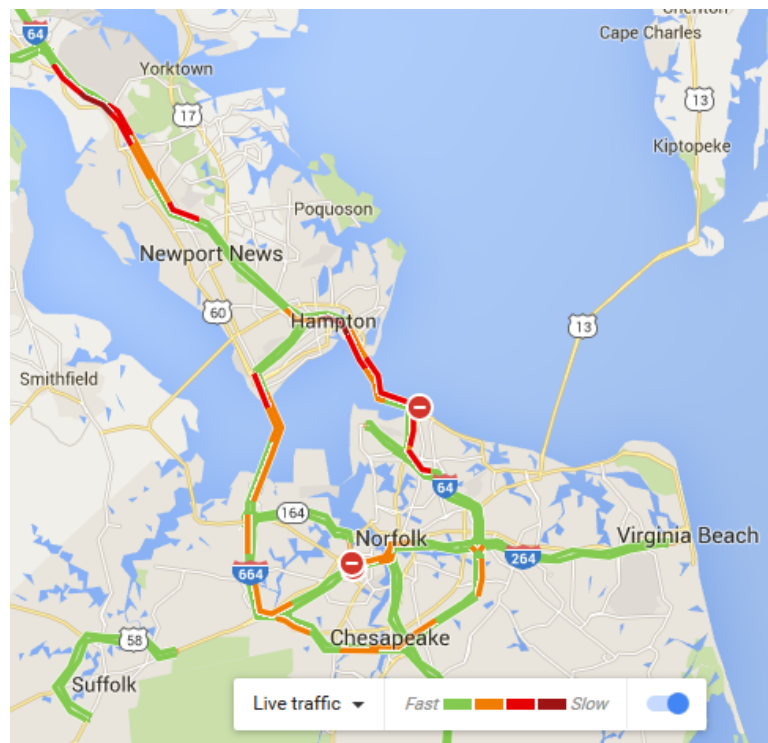 Cheriton
Cape Charles
64
Yorktown
17
13
Kiptopeke
Poquoson
Newport News
60
Hampton
13
Smithfield
64
164
Norfolk
Virginia Beach
664
264
58
Chesapeake
Suffolk
Live traffic
Fast
Slow